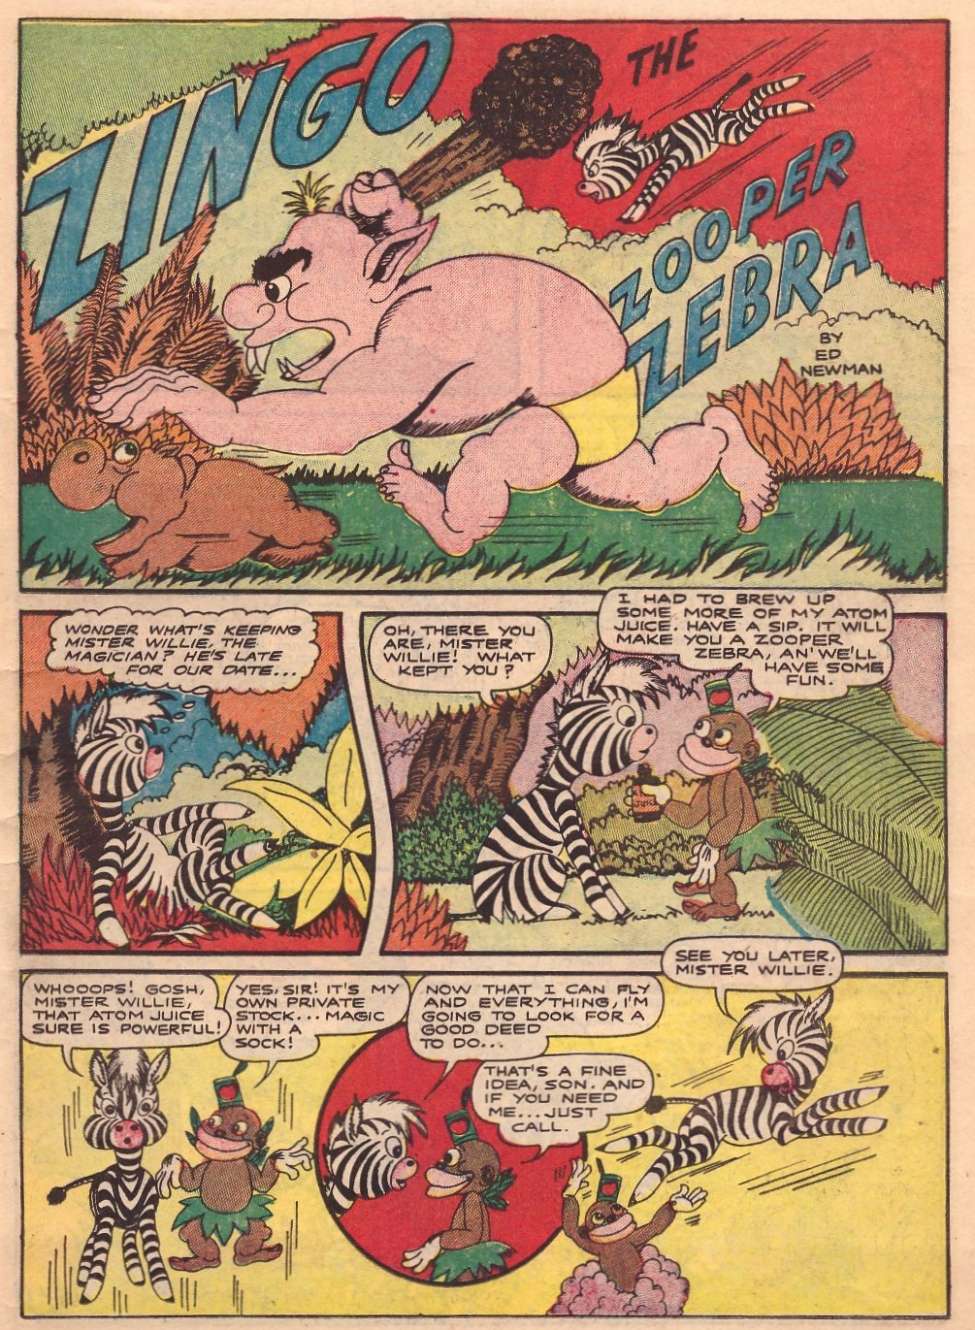 ZINGO
THE
ZOOPER
ZEBRA
BY
ED
NEWMAN
WONDER WHAT'S KEEPING
MISTER WILLIE, THE
MAGICIAN? HE'S LATE
FOR OUR DATE...
OH, THERE YOU
ARE, MISTER
WILLIE! WHAT
KEPT YOU?
I HAD TO BREW UP
SOME MORE OF MY ATOM
JUICE. HAVE A SIP. IT WILL
MAKE YOU A ZOOPER
ZEBRA, AN' WE'LL
HAVE SOME
FUN.
WHOOOPS! GOSH,
MISTER WILLIE,
THAT ATOM JUICE
SURE IS POWERFUL!
YES, SIR! IT'S MY
OWN PRIVATE
STOCK... MAGIC
WITH A
SOCK!
NOW THAT I CAN FLY
AND EVERYTHING, I'M
GOING TO LOOK FOR A
GOOD DEED
TO DO...
THAT'S A FINE
IDEA, SON. AND
IF YOU NEED
ME... JUST
CALL.
SEE YOU LATER,
MISTER WILLIE.